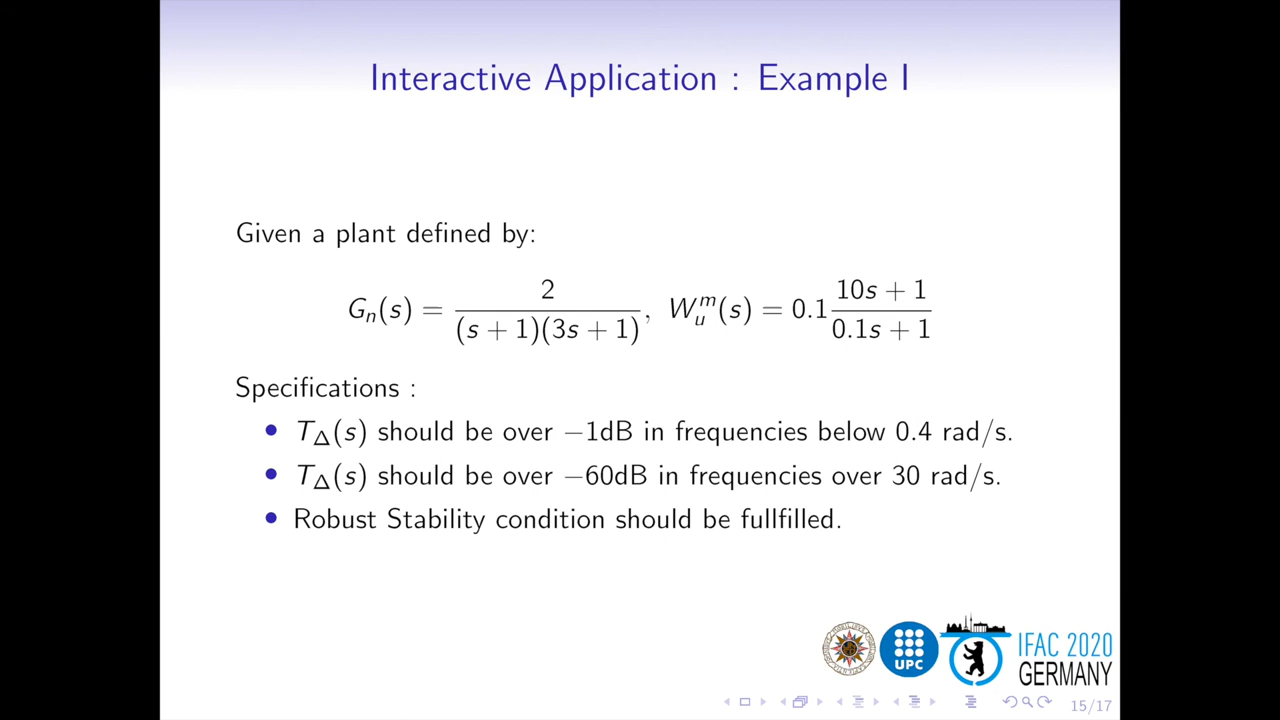 Interactive Application : Example I
Given a plant defined by:
G_n(s) = 2 / ((s + 1)(3s + 1)), W_u^m(s) = 0.1 (10s + 1) / (0.1s + 1)
Specifications :
• T_Δ(s) should be over −1dB in frequencies below 0.4 rad/s.
• T_Δ(s) should be over −60dB in frequencies over 30 rad/s.
• Robust Stability condition should be fullfilled.
UPC
IFAC 2020
GERMANY
15/17